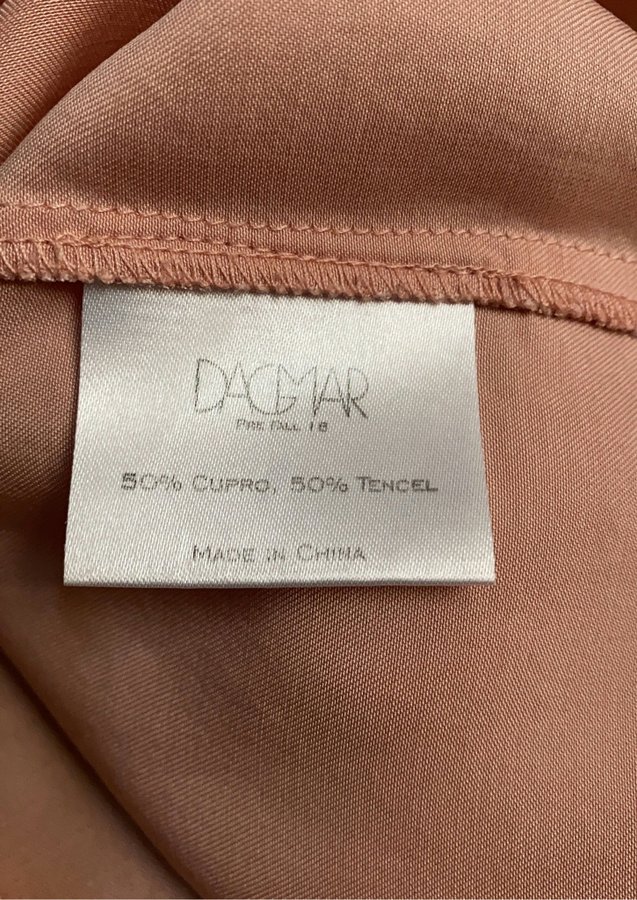 DAGMAR
PRE FALL 18
50% CUPRO, 50% TENCEL
MADE IN CHINA